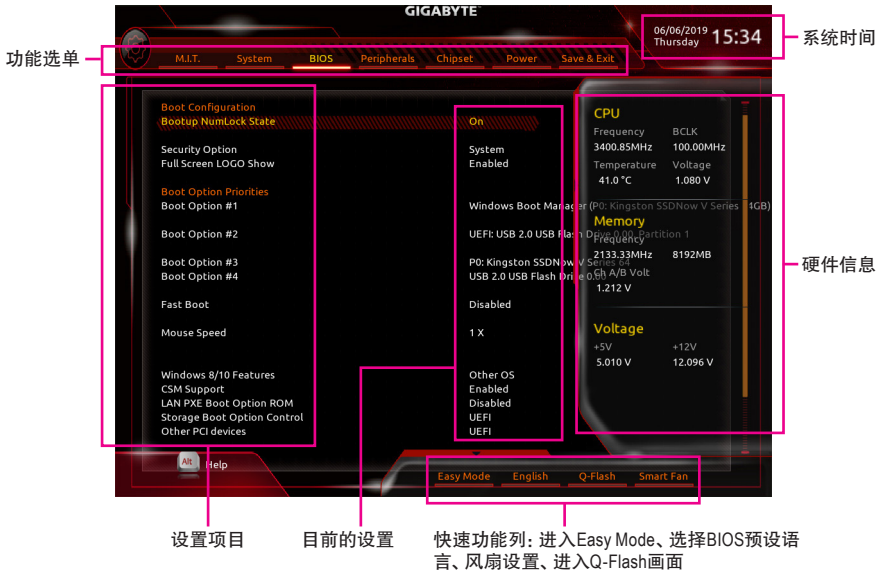 GIGABYTE™
06/06/2019
Thursday
15:34
系统时间
功能选单
M.I.T. System BIOS Peripherals Chipset Power Save & Exit
Boot Configuration
Bootup NumLock State On
Security Option System
Full Screen LOGO Show Enabled
Boot Option Priorities
Boot Option #1 Windows Boot Manager (P0: Kingston SSDNow V Series 64GB)
Boot Option #2 UEFI: USB 2.0 USB Flash Drive 0.00, Partition 1
Boot Option #3 P0: Kingston SSDNow V Series 64
Boot Option #4 USB 2.0 USB Flash Drive 0.00
Fast Boot Disabled
Mouse Speed 1 X
Windows 8/10 Features Other OS
CSM Support Enabled
LAN PXE Boot Option ROM Disabled
Storage Boot Option Control UEFI
Other PCI devices UEFI
CPU
Frequency BCLK
3400.85MHz 100.00MHz
Temperature Voltage
41.0 °C 1.080 V
Memory
Frequency
2133.33MHz 8192MB
Ch A/B Volt
1.212 V
Voltage
+5V +12V
5.010 V 12.096 V
硬件信息
Alt Help
Easy Mode English Q-Flash Smart Fan
设置项目
目前的设置
快速功能列: 进入Easy Mode、选择BIOS预设语
言、风扇设置、进入Q-Flash画面